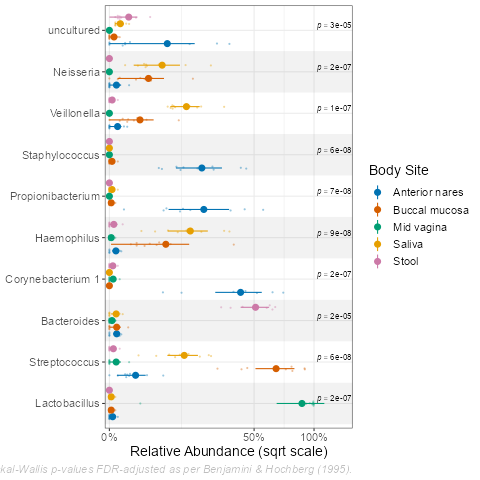 uncultured
p = 3e-05
Neisseria
p = 2e-07
Veillonella
p = 1e-07
Staphylococcus
p = 6e-08
Propionibacterium
p = 7e-08
Haemophilus
p = 9e-08
Corynebacterium 1
p = 2e-07
Bacteroides
p = 2e-05
Streptococcus
p = 6e-08
Lactobacillus
p = 2e-07
0%
50%
100%
Relative Abundance (sqrt scale)
Body Site
Anterior nares
Buccal mucosa
Mid vagina
Saliva
Stool
kal-Wallis p-values FDR-adjusted as per Benjamini & Hochberg (1995).